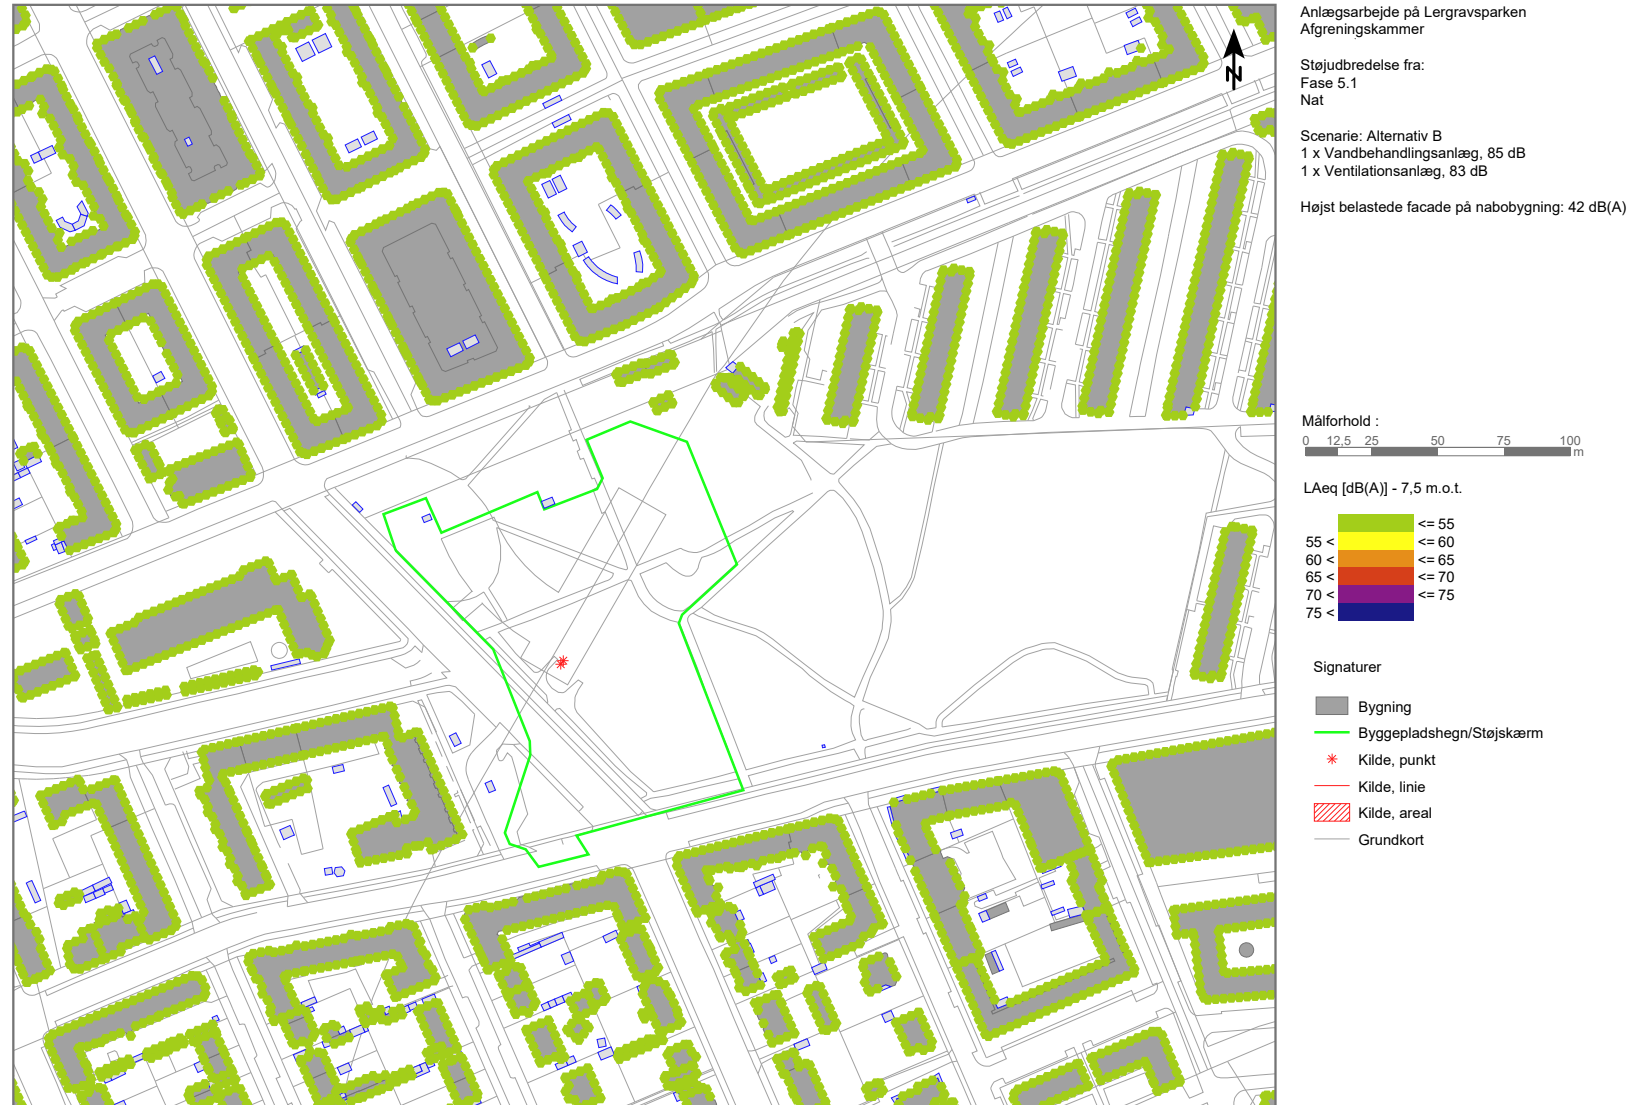 Anlægsarbejde på Lergravsparken
Afgreningskammer
Støjudbredelse fra:
Fase 5.1
Nat
Scenarie: Alternativ B
1 x Vandbehandlingsanlæg, 85 dB
1 x Ventilationsanlæg, 83 dB
Højst belastede facade på nabobygning: 42 dB(A)
N
Målforhold :
0 12,5 25 50 75 100
m
LAeq [dB(A)] - 7,5 m.o.t.
<= 55
55 < <= 60
60 < <= 65
65 < <= 70
70 < <= 75
75 <
Signaturer
Bygning
Byggepladshegn/Støjskærm
Kilde, punkt
Kilde, linie
Kilde, areal
Grundkort